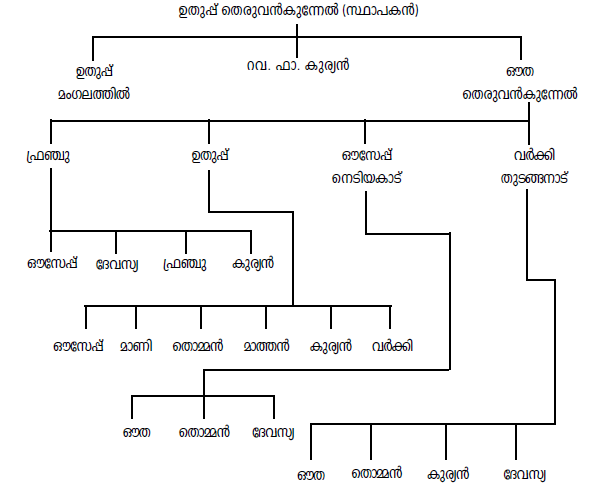 ഉതുപ്പ് തെരുവൻകുന്നേൽ (സ്ഥാപകൻ)
ഉതുപ്പ് റവ. ഫാ. കുര്യൻ ഔത
മംഗലത്തിൽ തെരുവൻകുന്നേൽ
ഫ്രഞ്ചു ഉതുപ്പ് ഔസേപ്പ് വർക്കി
നെടിയകാട് തുടങ്ങനാട്
ഔസേപ്പ് ദേവസ്യ ഫ്രഞ്ചു കുര്യൻ
ഔസേപ്പ് മാണി തൊമ്മൻ മാത്തൻ കുര്യൻ വർക്കി
ഔത തൊമ്മൻ ദേവസ്യ
ഔത തൊമ്മൻ കുര്യൻ ദേവസ്യ